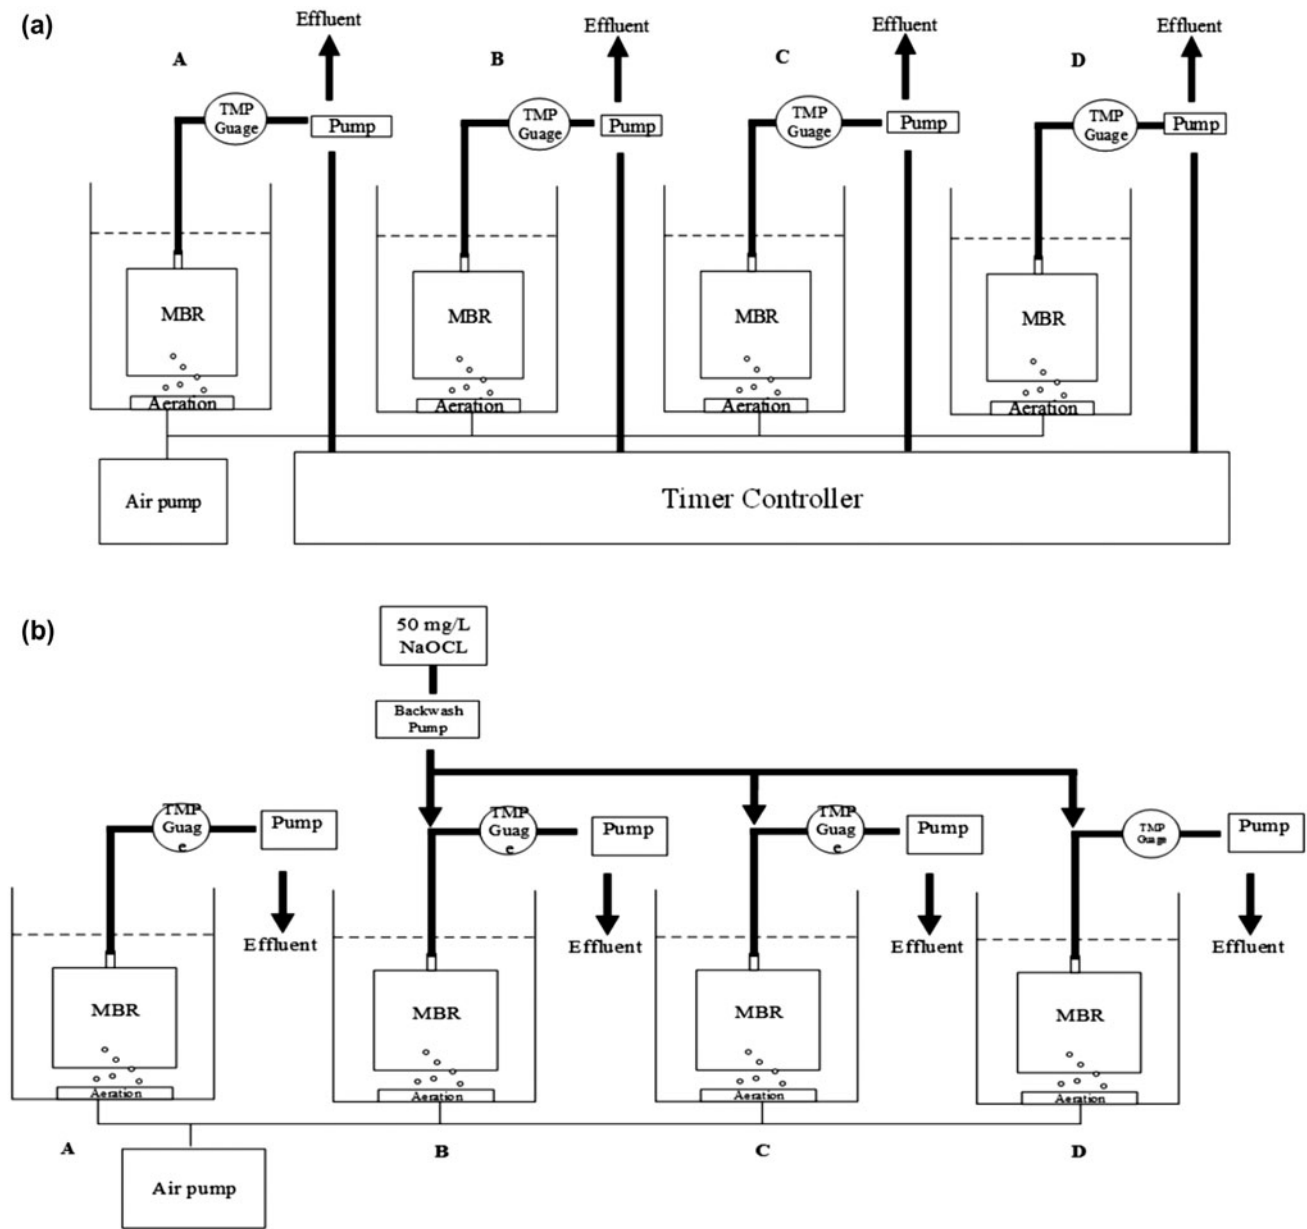 (a)
Effluent
Effluent
Effluent
Effluent
A
B
C
D
TMP
Guage
Pump
TMP
Guage
Pump
TMP
Guage
Pump
TMP
Guage
Pump
MBR
MBR
MBR
MBR
Aeration
Aeration
Aeration
Aeration
Air pump
Timer Controller
(b)
50 mg/L
NaOCL
Backwash
Pump
TMP
Guag
e
Pump
TMP
Guag
e
Pump
TMP
Guag
e
Pump
TMP
Guage
Pump
Effluent
Effluent
Effluent
Effluent
MBR
MBR
MBR
MBR
Aeration
Aeration
Aeration
Aeration
A
B
C
D
Air pump